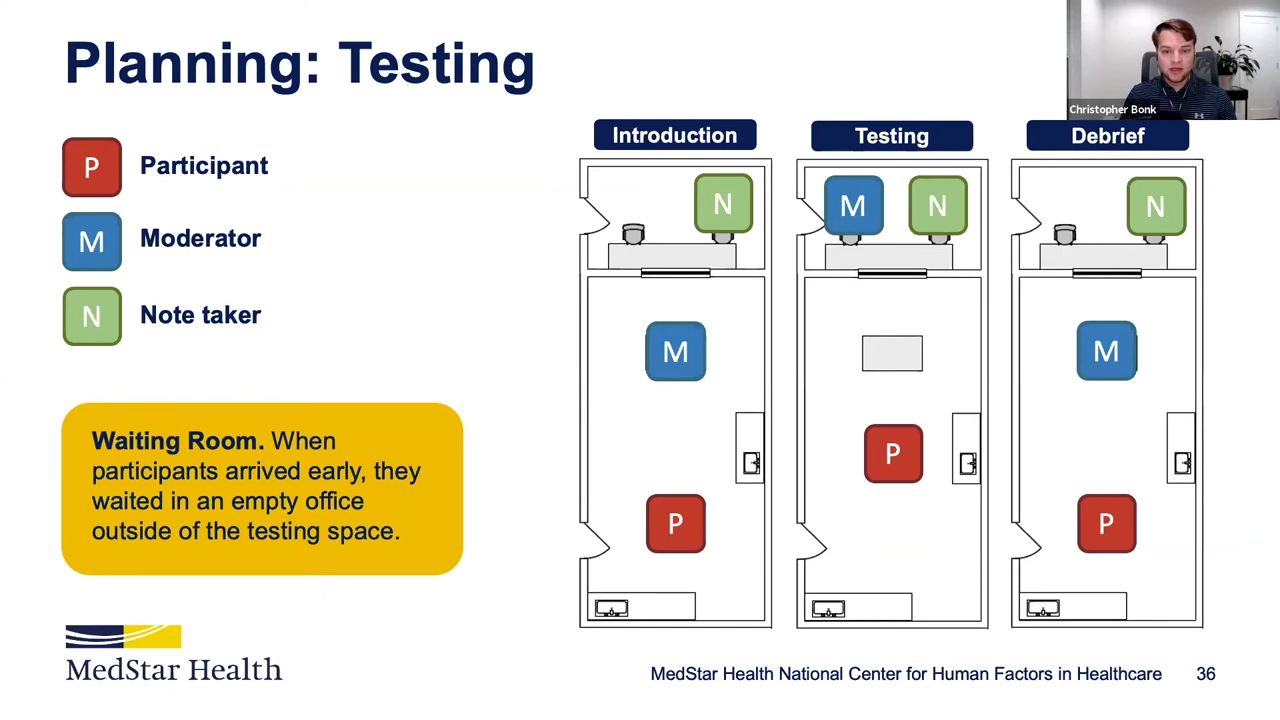 Planning: Testing
Christopher Bonk
P Participant
M Moderator
N Note taker
Waiting Room. When
participants arrived early, they
waited in an empty office
outside of the testing space.
Introduction
N
M
P
Testing
M N
P
Debrief
N
M
P
MedStar Health
MedStar Health National Center for Human Factors in Healthcare 36